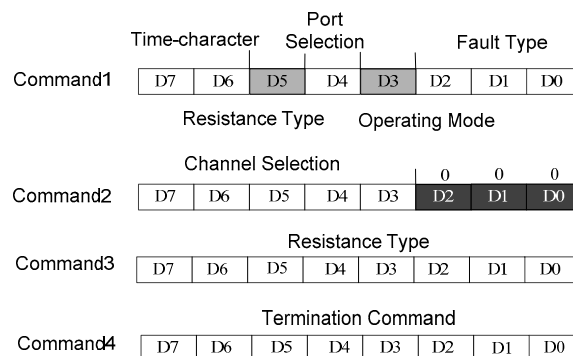 Port
Time-character Selection Fault Type
Command1 D7 D6 D5 D4 D3 D2 D1 D0
Resistance Type Operating Mode
Channel Selection 0 0 0
Command2 D7 D6 D5 D4 D3 D2 D1 D0
Resistance Type
Command3 D7 D6 D5 D4 D3 D2 D1 D0
Termination Command
Command4 D7 D6 D5 D4 D3 D2 D1 D0